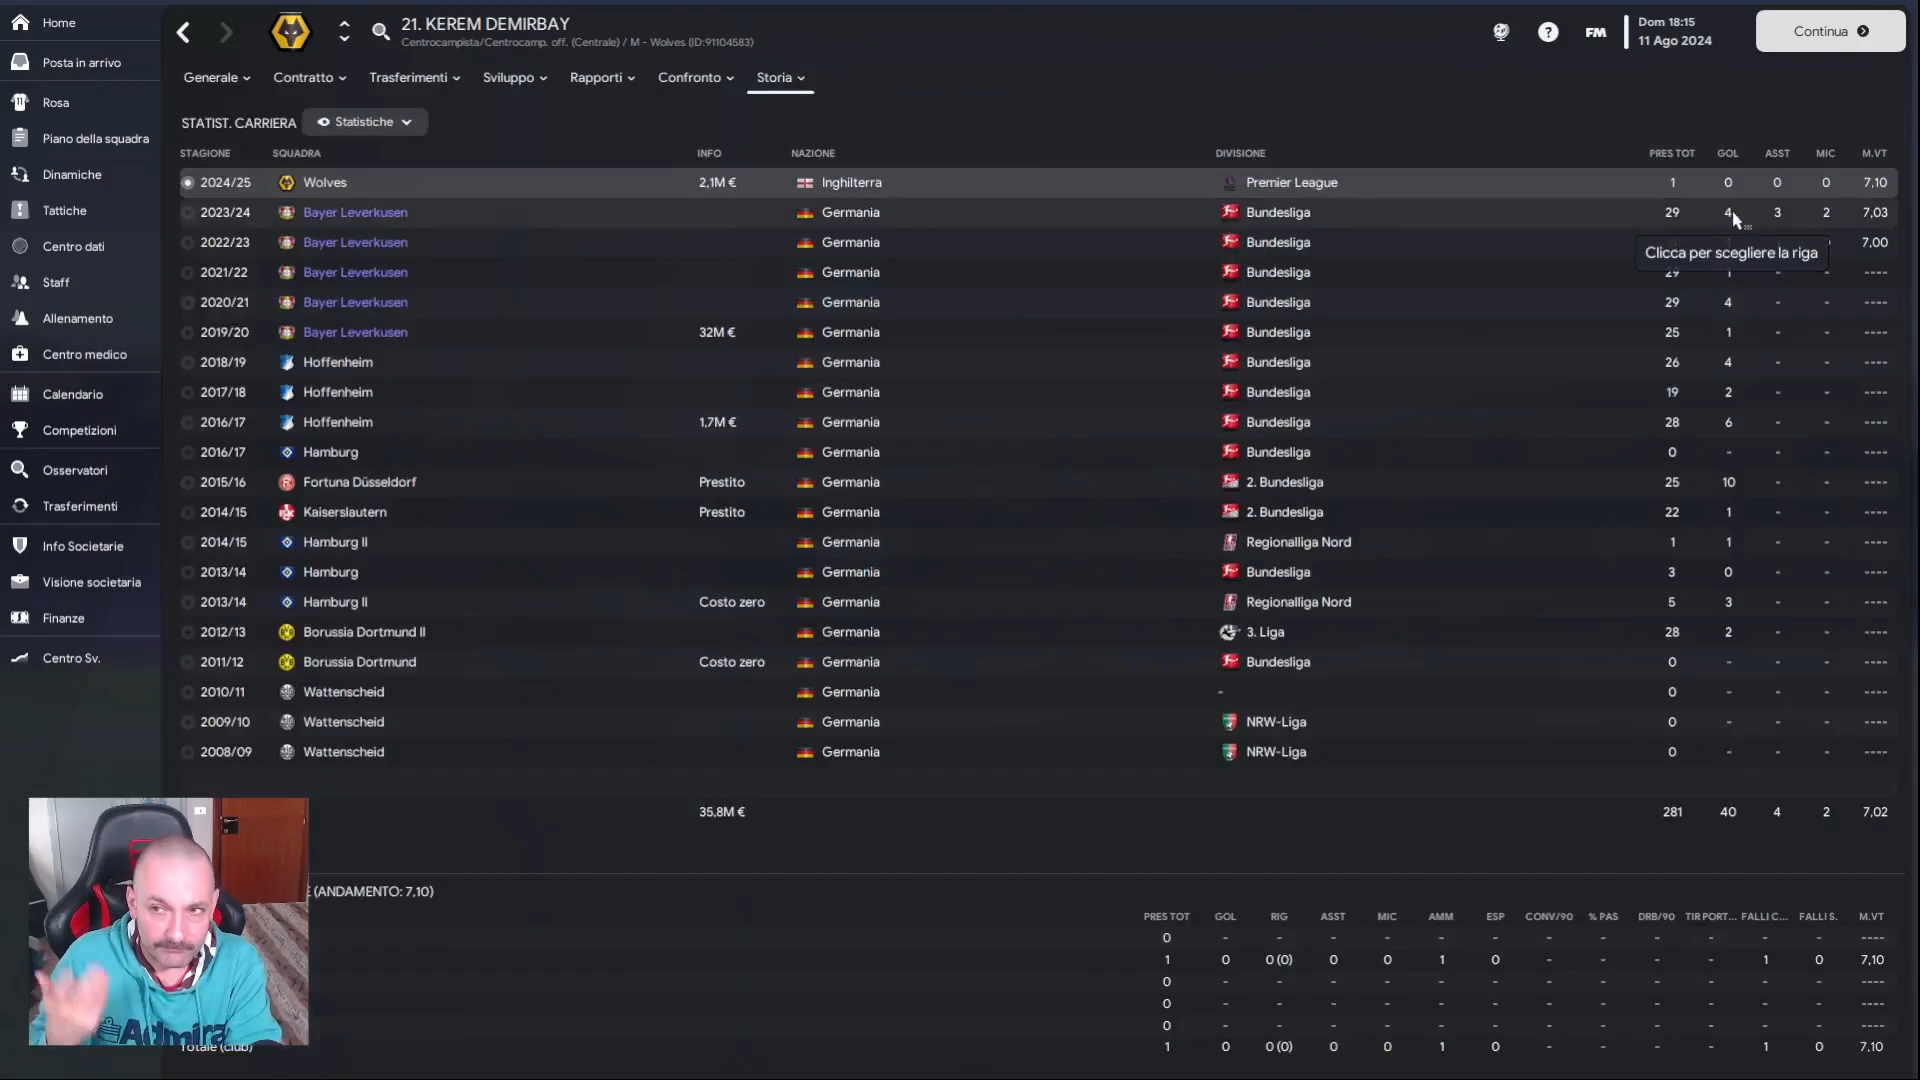 Home
Posta in arrivo
Rosa
Piano della squadra
Dinamiche
Tattiche
Centro dati
Staff
Allenamento
Centro medico
Calendario
Competizioni
Osservatori
Trasferimenti
Info Societarie
Visione societaria
Finanze
Centro Sv.
21. KEREM DEMIRBAY
Centrocampista/Centrocamp. off. (Centrale) / M - Wolves (ID:91104583)
FM
Dom 18:15
11 Ago 2024
Continua
Generale Contratto Trasferimenti Sviluppo Rapporti Confronto Storia
STATIST. CARRIERA Statistiche
STAGIONE SQUADRA INFO NAZIONE DIVISIONE PRES TOT GOL ASST MIC M.VT
2024/25 Wolves 2,1M € Inghilterra Premier League 1 0 0 0 7,10
2023/24 Bayer Leverkusen Germania Bundesliga 29 4 3 2 7,03
2022/23 Bayer Leverkusen Germania Bundesliga 7,00
Clicca per scegliere la riga
2021/22 Bayer Leverkusen Germania Bundesliga 29 1 - - ----
2020/21 Bayer Leverkusen Germania Bundesliga 29 4 - - ----
2019/20 Bayer Leverkusen 32M € Germania Bundesliga 25 1 - - ----
2018/19 Hoffenheim Germania Bundesliga 26 4 - - ----
2017/18 Hoffenheim Germania Bundesliga 19 2 - - ----
2016/17 Hoffenheim 1,7M € Germania Bundesliga 28 6 - - ----
2016/17 Hamburg Germania Bundesliga 0 - - - ----
2015/16 Fortuna Düsseldorf Prestito Germania 2. Bundesliga 25 10 - - ----
2014/15 Kaiserslautern Prestito Germania 2. Bundesliga 22 1 - - ----
2014/15 Hamburg II Germania Regionalliga Nord 1 1 - - ----
2013/14 Hamburg Germania Bundesliga 3 0 - - ----
2013/14 Hamburg II Costo zero Germania Regionalliga Nord 5 3 - - ----
2012/13 Borussia Dortmund II Germania 3. Liga 28 2 - - ----
2011/12 Borussia Dortmund Costo zero Germania Bundesliga 0 - - - ----
2010/11 Wattenscheid Germania - 0 - - - ----
2009/10 Wattenscheid Germania NRW-Liga 0 - - - ----
2008/09 Wattenscheid Germania NRW-Liga 0 - - - ----
35,8M € 281 40 4 2 7,02
(ANDAMENTO: 7,10)
PRES TOT GOL RIG ASST MIC AMM ESP CONV/90 % PAS DRB/90 TIR PORT... FALLI C... FALLI S. M.VT
0 - - - - - - - - - - - - ----
1 0 0 (0) 0 0 1 0 - - - - 1 0 7,10
0 - - - - - - - - - - - - ----
0 - - - - - - - - - - - - ----
0 - - - - - - - - - - - - ----
Totale (club) 1 0 0 (0) 0 0 1 0 - - - - 1 0 7,10
Admira